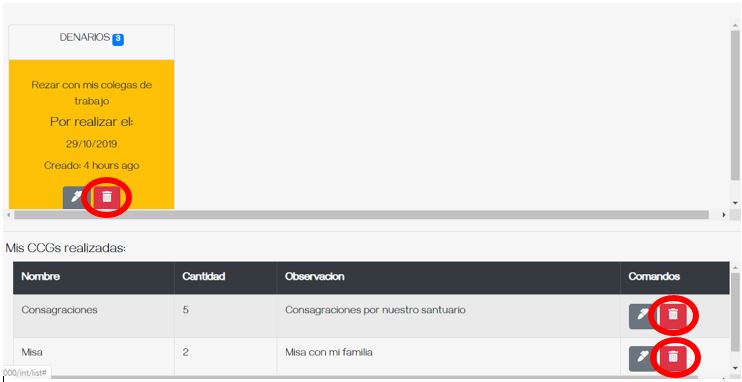 DENARIOS 3
Rezar con mis colegas de
trabajo
Por realizar el:
29/10/2019
Creado: 4 hours ago
Mis CCGs realizadas:
Nombre Cantidad Observacion Comandos
Consagraciones 5 Consagraciones por nuestro santuario
Misa 2 Misa con mi familia
000/int/list#